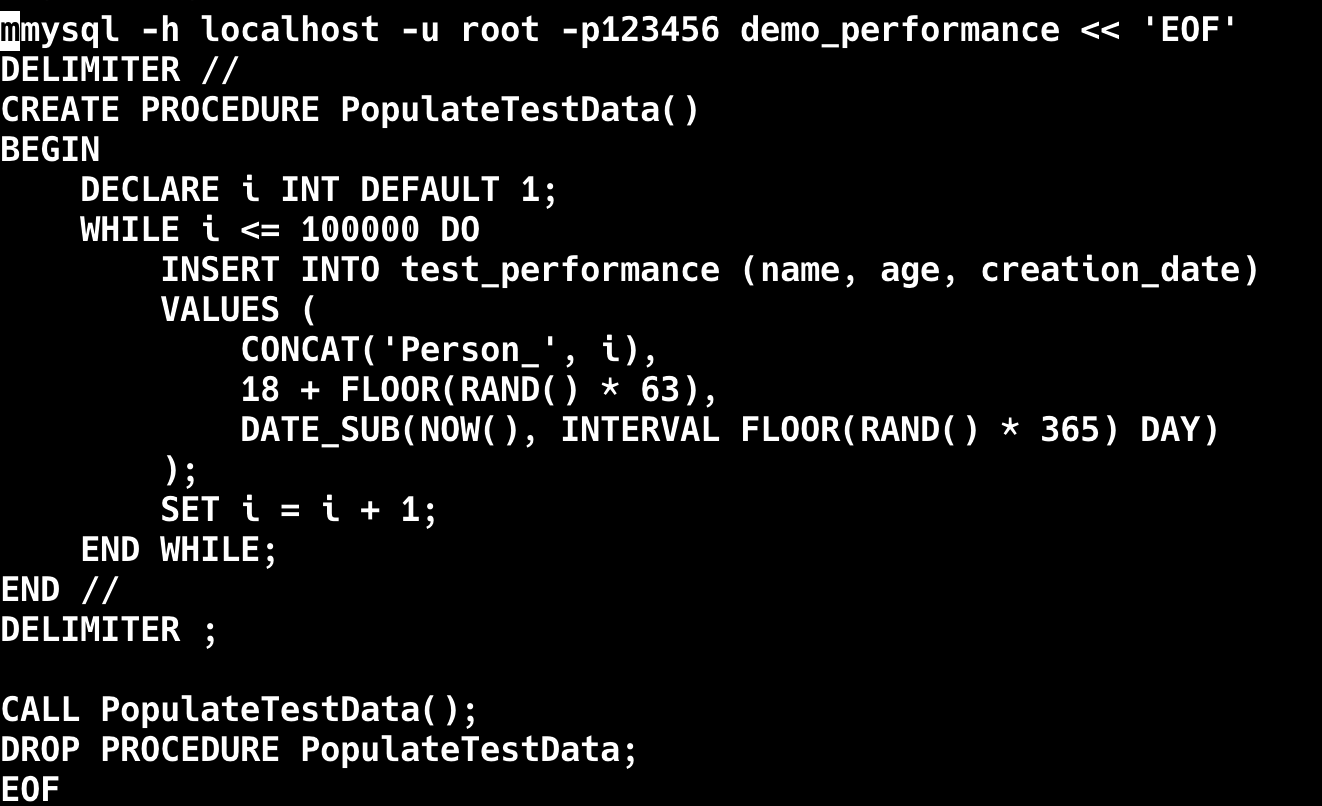 mmysql -h localhost -u root -p123456 demo_performance << 'EOF'
DELIMITER //
CREATE PROCEDURE PopulateTestData()
BEGIN
    DECLARE i INT DEFAULT 1;
    WHILE i <= 100000 DO
        INSERT INTO test_performance (name, age, creation_date)
        VALUES (
            CONCAT('Person_', i),
            18 + FLOOR(RAND() * 63),
            DATE_SUB(NOW(), INTERVAL FLOOR(RAND() * 365) DAY)
        );
        SET i = i + 1;
    END WHILE;
END //
DELIMITER ;

CALL PopulateTestData();
DROP PROCEDURE PopulateTestData;
EOF